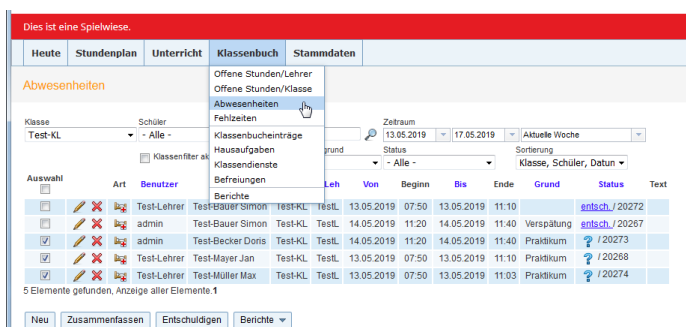 Dies ist eine Spielwiese.
Heute Stundenplan Unterricht Klassenbuch Stammdaten
Offene Stunden/Lehrer
Offene Stunden/Klasse
Abwesenheiten
Fehlzeiten
Klassenbucheinträge
Hausaufgaben
Klassendienste
Befreiungen
Berichte
Abwesenheiten
Klasse Schüler Zeitraum
Test-KL - Alle - 13.05.2019 17.05.2019 Aktuelle Woche
Klassenfilter ak grund Status Sortierung
- Alle - Klasse, Schüler, Datun
Auswahl Art Benutzer Leh Von Beginn Bis Ende Grund Status Text
Test-Lehrer Test-Bauer Simon Test-KL TestL 13.05.2019 07:50 13.05.2019 11:10 entsch. / 20272
admin Test-Bauer Simon Test-KL TestL 14.05.2019 11:20 14.05.2019 11:40 Verspätung entsch. / 20267
admin Test-Becker Doris Test-KL TestL 14.05.2019 11:20 14.05.2019 11:40 Praktikum ? / 20273
Test-Lehrer Test-Mayer Jan Test-KL TestL 13.05.2019 07:50 13.05.2019 11:10 Praktikum ? / 20268
Test-Lehrer Test-Müller Max Test-KL TestL 13.05.2019 07:50 13.05.2019 11:03 Praktikum ? / 20274
5 Elemente gefunden, Anzeige aller Elemente.1
Neu Zusammenfassen Entschuldigen Berichte